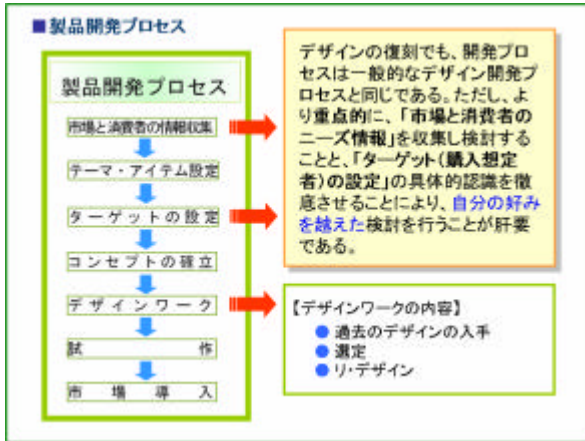 ■製品開発プロセス
製品開発プロセス
市場と消費者の情報収集
テーマ・アイテム設定
ターゲットの設定
コンセプトの確立
デザインワーク
試作
市場導入
デザインの復刻でも、開発プロ
セスは一般的なデザイン開発プ
ロセスと同じである。ただし、よ
り重点的に、「市場と消費者の
ニーズ情報」を収集し検討する
ことと、「ターゲット(購入想定
者)の設定」の具体的認識を徹
底させることにより、自分の好み
を越えた検討を行うことが肝要
である。
【デザインワークの内容】
● 過去のデザインの入手
● 選定
● リ・デザイン